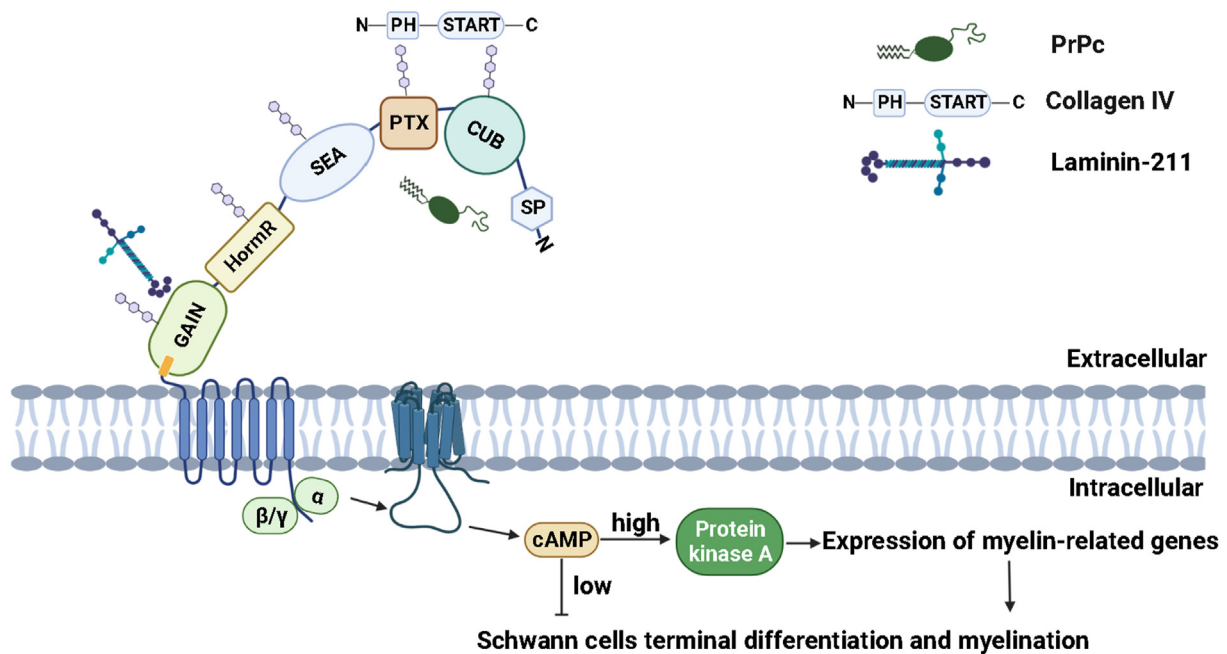 N PH START C
PrPc
N PH START C Collagen IV
PTX
CUB
SEA
Laminin-211
SP
N
HormR
GAIN
Extracellular
Intracellular
α
β/γ
cAMP
high
Protein
kinase A
Expression of myelin-related genes
low
Schwann cells terminal differentiation and myelination